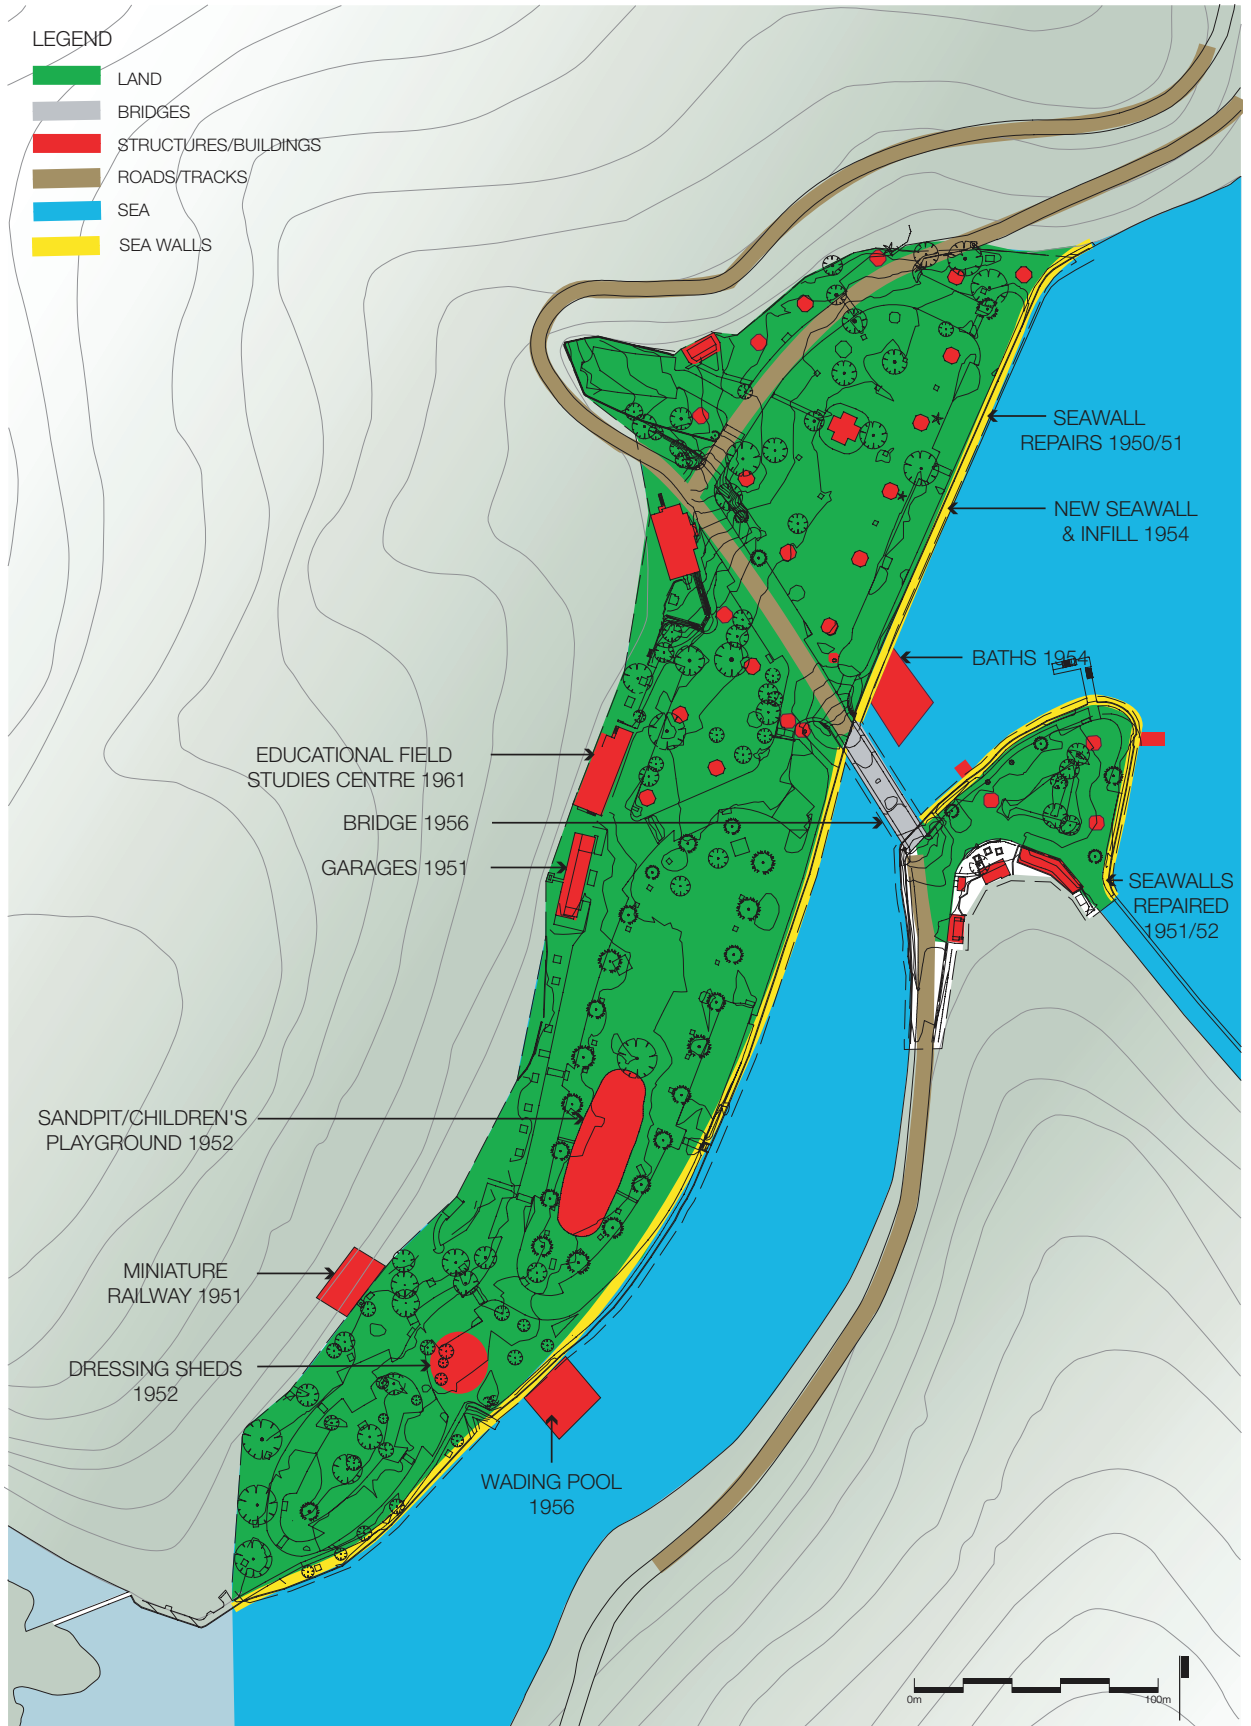 LEGEND
LAND
BRIDGES
STRUCTURES/BUILDINGS
ROADS/TRACKS
SEA
SEA WALLS
SEAWALL
REPAIRS 1950/51
NEW SEAWALL
& INFILL 1954
BATHS 1954
EDUCATIONAL FIELD
STUDIES CENTRE 1961
BRIDGE 1956
GARAGES 1951
SEAWALLS
REPAIRED
1951/52
SANDPIT/CHILDREN'S
PLAYGROUND 1952
MINIATURE
RAILWAY 1951
DRESSING SHEDS
1952
WADING POOL
1956
0m
100m